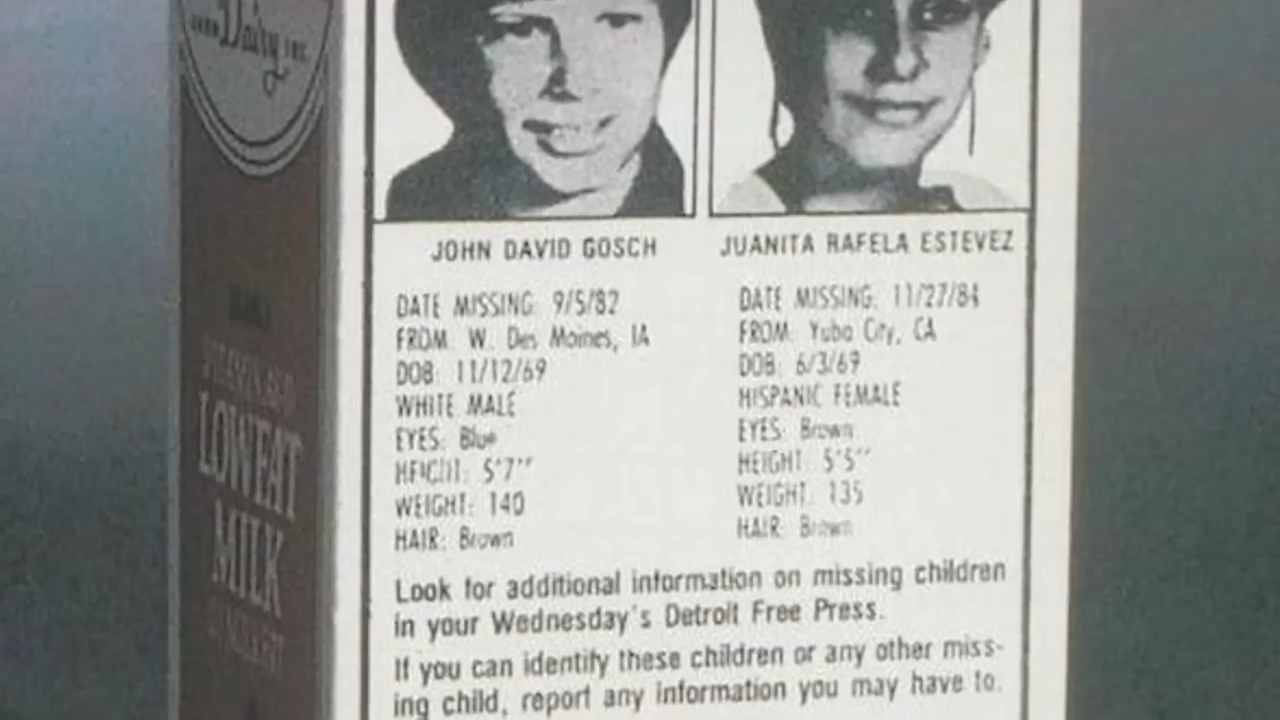 Dairy INC.
LOWFAT
MILK
JOHN DAVID GOSCH
DATE MISSING: 9/5/82
FROM: W. Des Moines, IA
DOB: 11/12/69
WHITE MALE
EYES: Blue
HEIGHT: 5'7"
WEIGHT: 140
HAIR: Brown
JUANITA RAFELA ESTEVEZ
DATE MISSING: 11/27/84
FROM: Yuba City, CA
DOB: 6/3/69
HISPANIC FEMALE
EYES: Brown
HEIGHT: 5'5"
WEIGHT: 135
HAIR: Brown
Look for additional information on missing children
in your Wednesday's Detroit Free Press.
If you can identify these children or any other miss-
ing child, report any information you may have to: